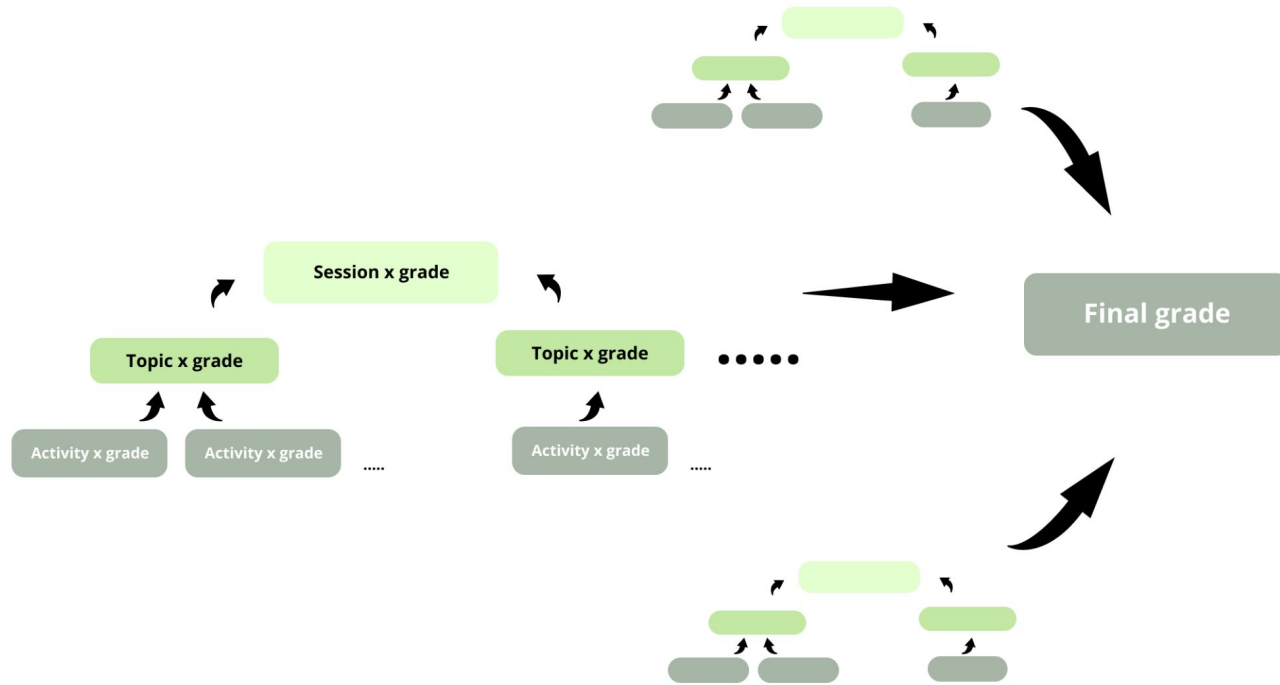 Session x grade
Final grade
Topic x grade
Topic x grade
•••••
Activity x grade
Activity x grade
.....
Activity x grade
.....